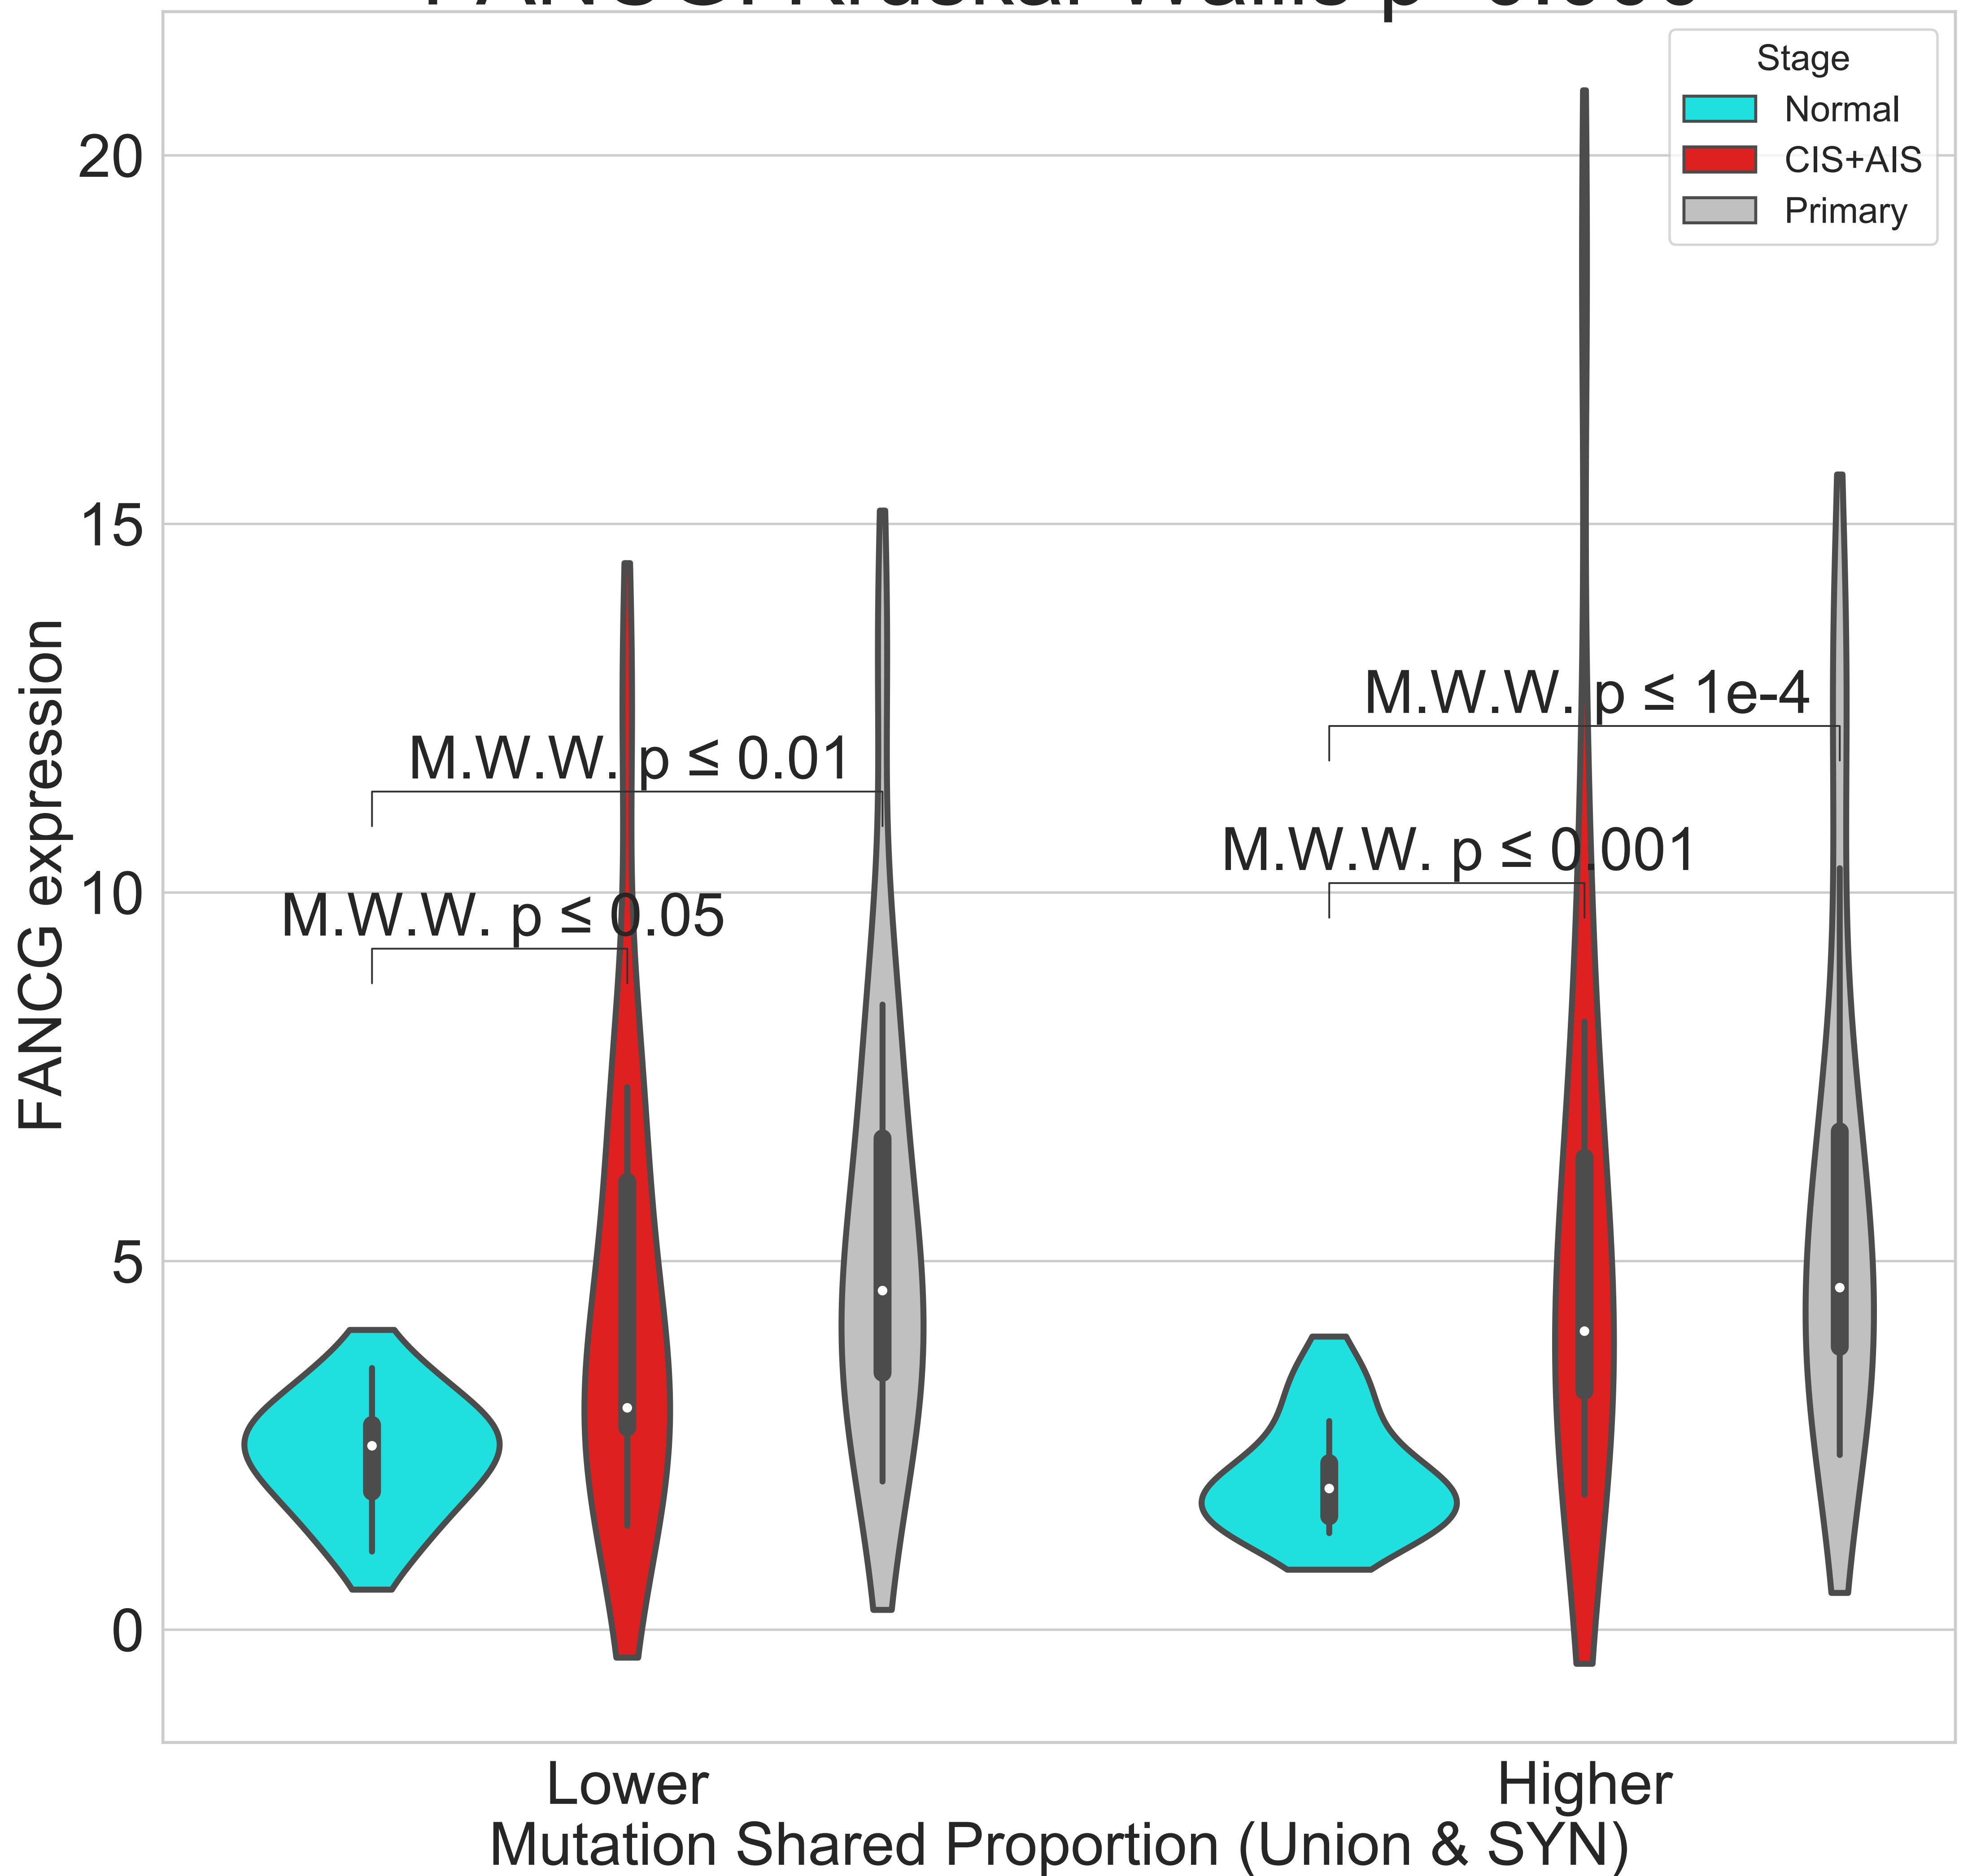 Stage
Normal
CIS+AIS
Primary
20
15
10
5
0
FANCG expression
M.W.W. p ≤ 0.01
M.W.W. p ≤ 0.05
M.W.W. p ≤ 1e-4
M.W.W. p ≤ 0.001
Lower
Higher
Mutation Shared Proportion (Union & SYN)